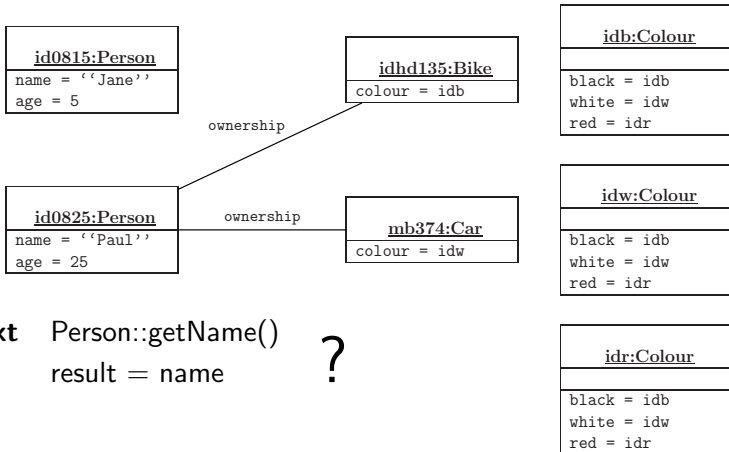 id0815:Person
name = ‘‘Jane’’
age = 5
idhd135:Bike
colour = idb
ownership
id0825:Person
name = ‘‘Paul’’
age = 25
ownership
mb374:Car
colour = idw
idb:Colour
black = idb
white = idw
red = idr
idw:Colour
black = idb
white = idw
red = idr
idr:Colour
black = idb
white = idw
red = idr
xt Person::getName()
result = name
?